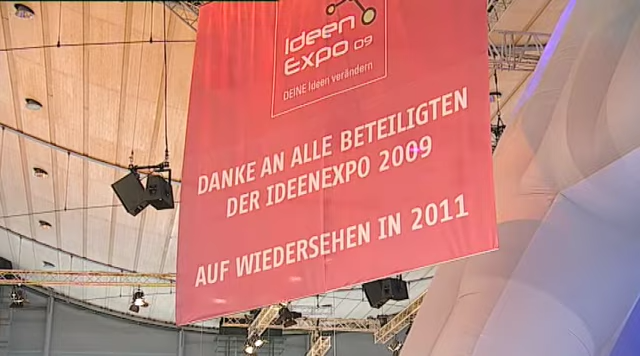 Ideen
Expo 09
DEINE Ideen verändern
DANKE AN ALLE BETEILIGTEN
DER IDEENEXPO 2009
AUF WIEDERSEHEN IN 2011